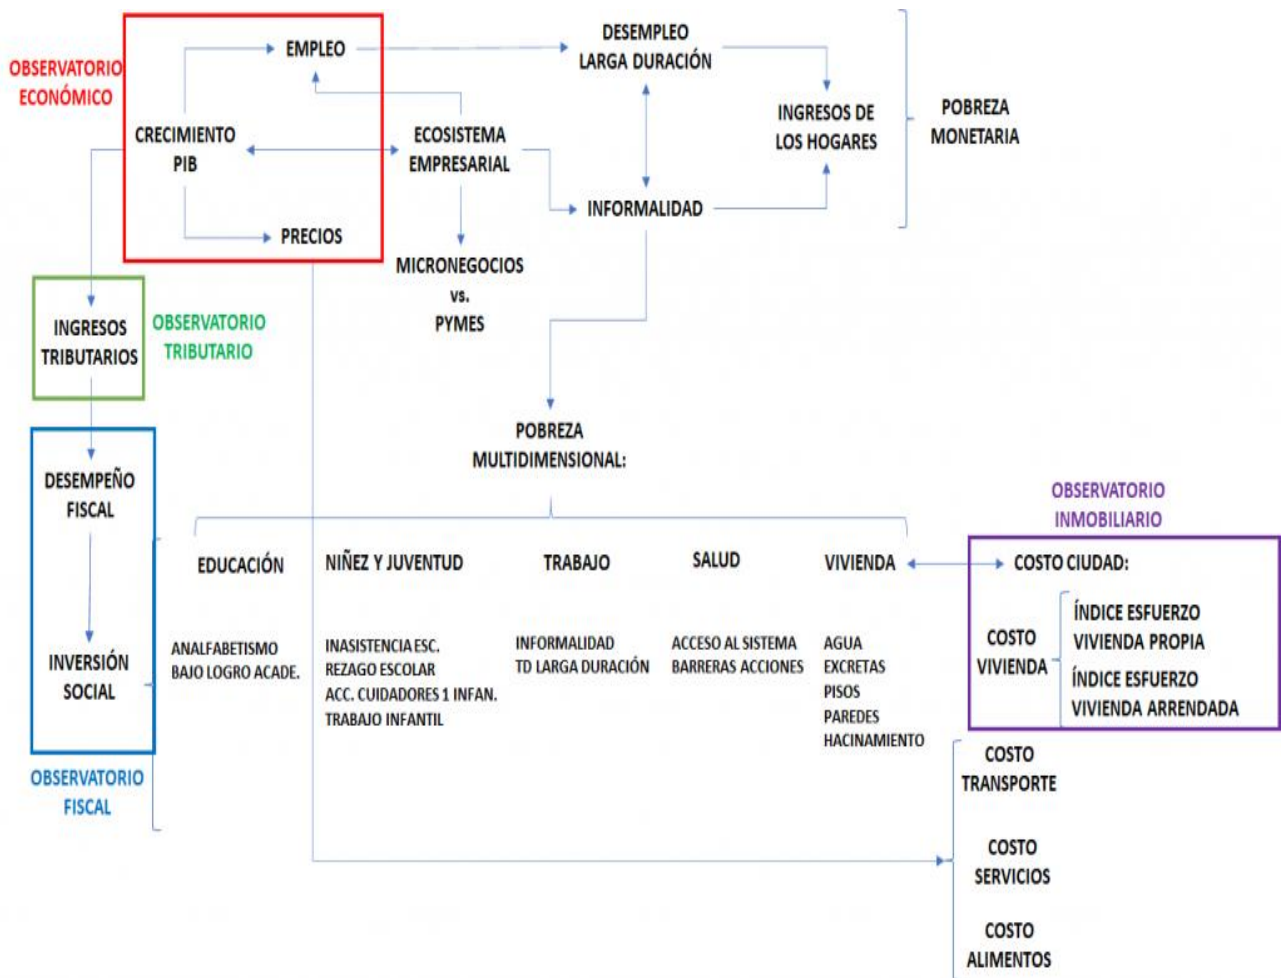 OBSERVATORIO
ECONÓMICO
EMPLEO
CRECIMIENTO
PIB
PRECIOS
ECOSISTEMA
EMPRESARIAL
MICRONEGOCIOS
vs.
PYMES
DESEMPLEO
LARGA DURACIÓN
INFORMALIDAD
INGRESOS DE
LOS HOGARES
POBREZA
MONETARIA
INGRESOS
TRIBUTARIOS
OBSERVATORIO
TRIBUTARIO
DESEMPEÑO
FISCAL
INVERSIÓN
SOCIAL
OBSERVATORIO
FISCAL
POBREZA
MULTIDIMENSIONAL:
EDUCACIÓN
ANALFABETISMO
BAJO LOGRO ACADE.
NIÑEZ Y JUVENTUD
INASISTENCIA ESC.
REZAGO ESCOLAR
ACC. CUIDADORES 1 INFAN.
TRABAJO INFANTIL
TRABAJO
INFORMALIDAD
TD LARGA DURACIÓN
SALUD
ACCESO AL SISTEMA
BARRERAS ACCIONES
VIVIENDA
AGUA
EXCRETAS
PISOS
PAREDES
HACINAMIENTO
OBSERVATORIO
INMOBILIARIO
COSTO CIUDAD:
COSTO
VIVIENDA
ÍNDICE ESFUERZO
VIVIENDA PROPIA
ÍNDICE ESFUERZO
VIVIENDA ARRENDADA
COSTO
TRANSPORTE
COSTO
SERVICIOS
COSTO
ALIMENTOS